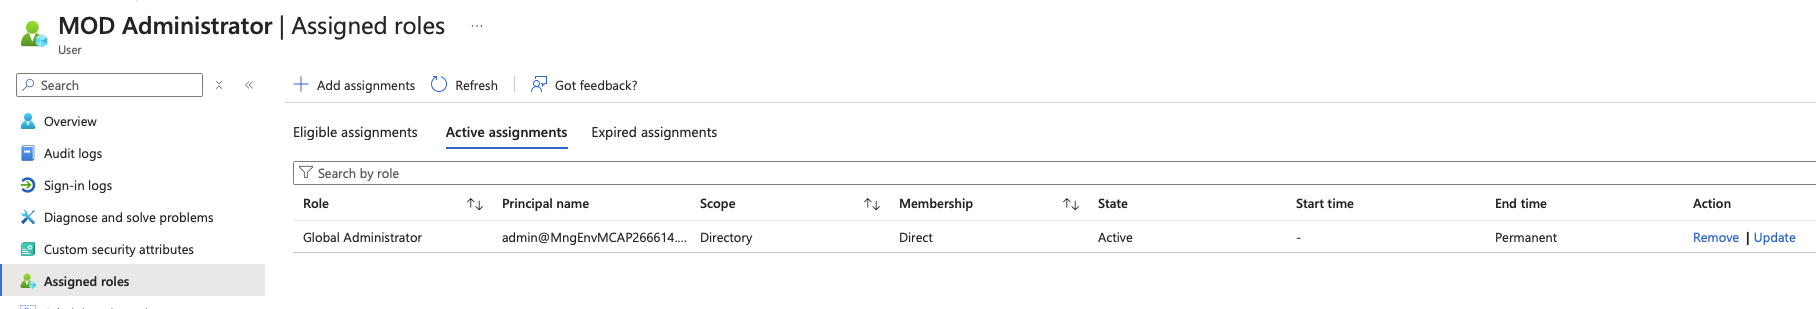 MOD Administrator | Assigned roles ...
User
Search
Add assignments Refresh Got feedback?
Overview
Audit logs
Sign-in logs
Diagnose and solve problems
Custom security attributes
Assigned roles
Eligible assignments Active assignments Expired assignments
Search by role
Role Principal name Scope Membership State Start time End time Action
Global Administrator admin@MngEnvMCAP266614.... Directory Direct Active - Permanent Remove | Update